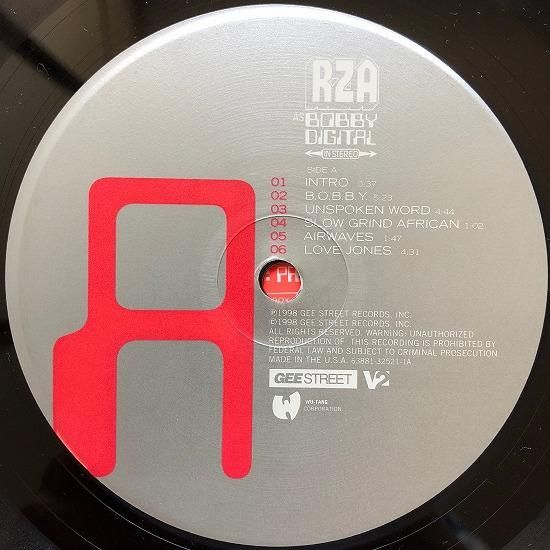 RZA
AS BOBBY
DIGITAL
IN STEREO
SIDE A
01 INTRO 0:37
02 B.O.B.B.Y. 5:23
03 UNSPOKEN WORD 4:44
04 SLOW GRIND AFRICAN 1:02
05 AIRWAVES 1:47
06 LOVE JONES 4:31
℗1998 GEE STREET RECORDS, INC.
©1998 GEE STREET RECORDS, INC.
ALL RIGHTS RESERVED. WARNING: UNAUTHORIZED
REPRODUCTION OF THIS RECORDING IS PROHIBITED BY
FEDERAL LAW AND SUBJECT TO CRIMINAL PROSECUTION.
MADE IN THE U.S.A. 63881-32521-1A
GEE STREET V2
WU-TANG
CORPORATION
A